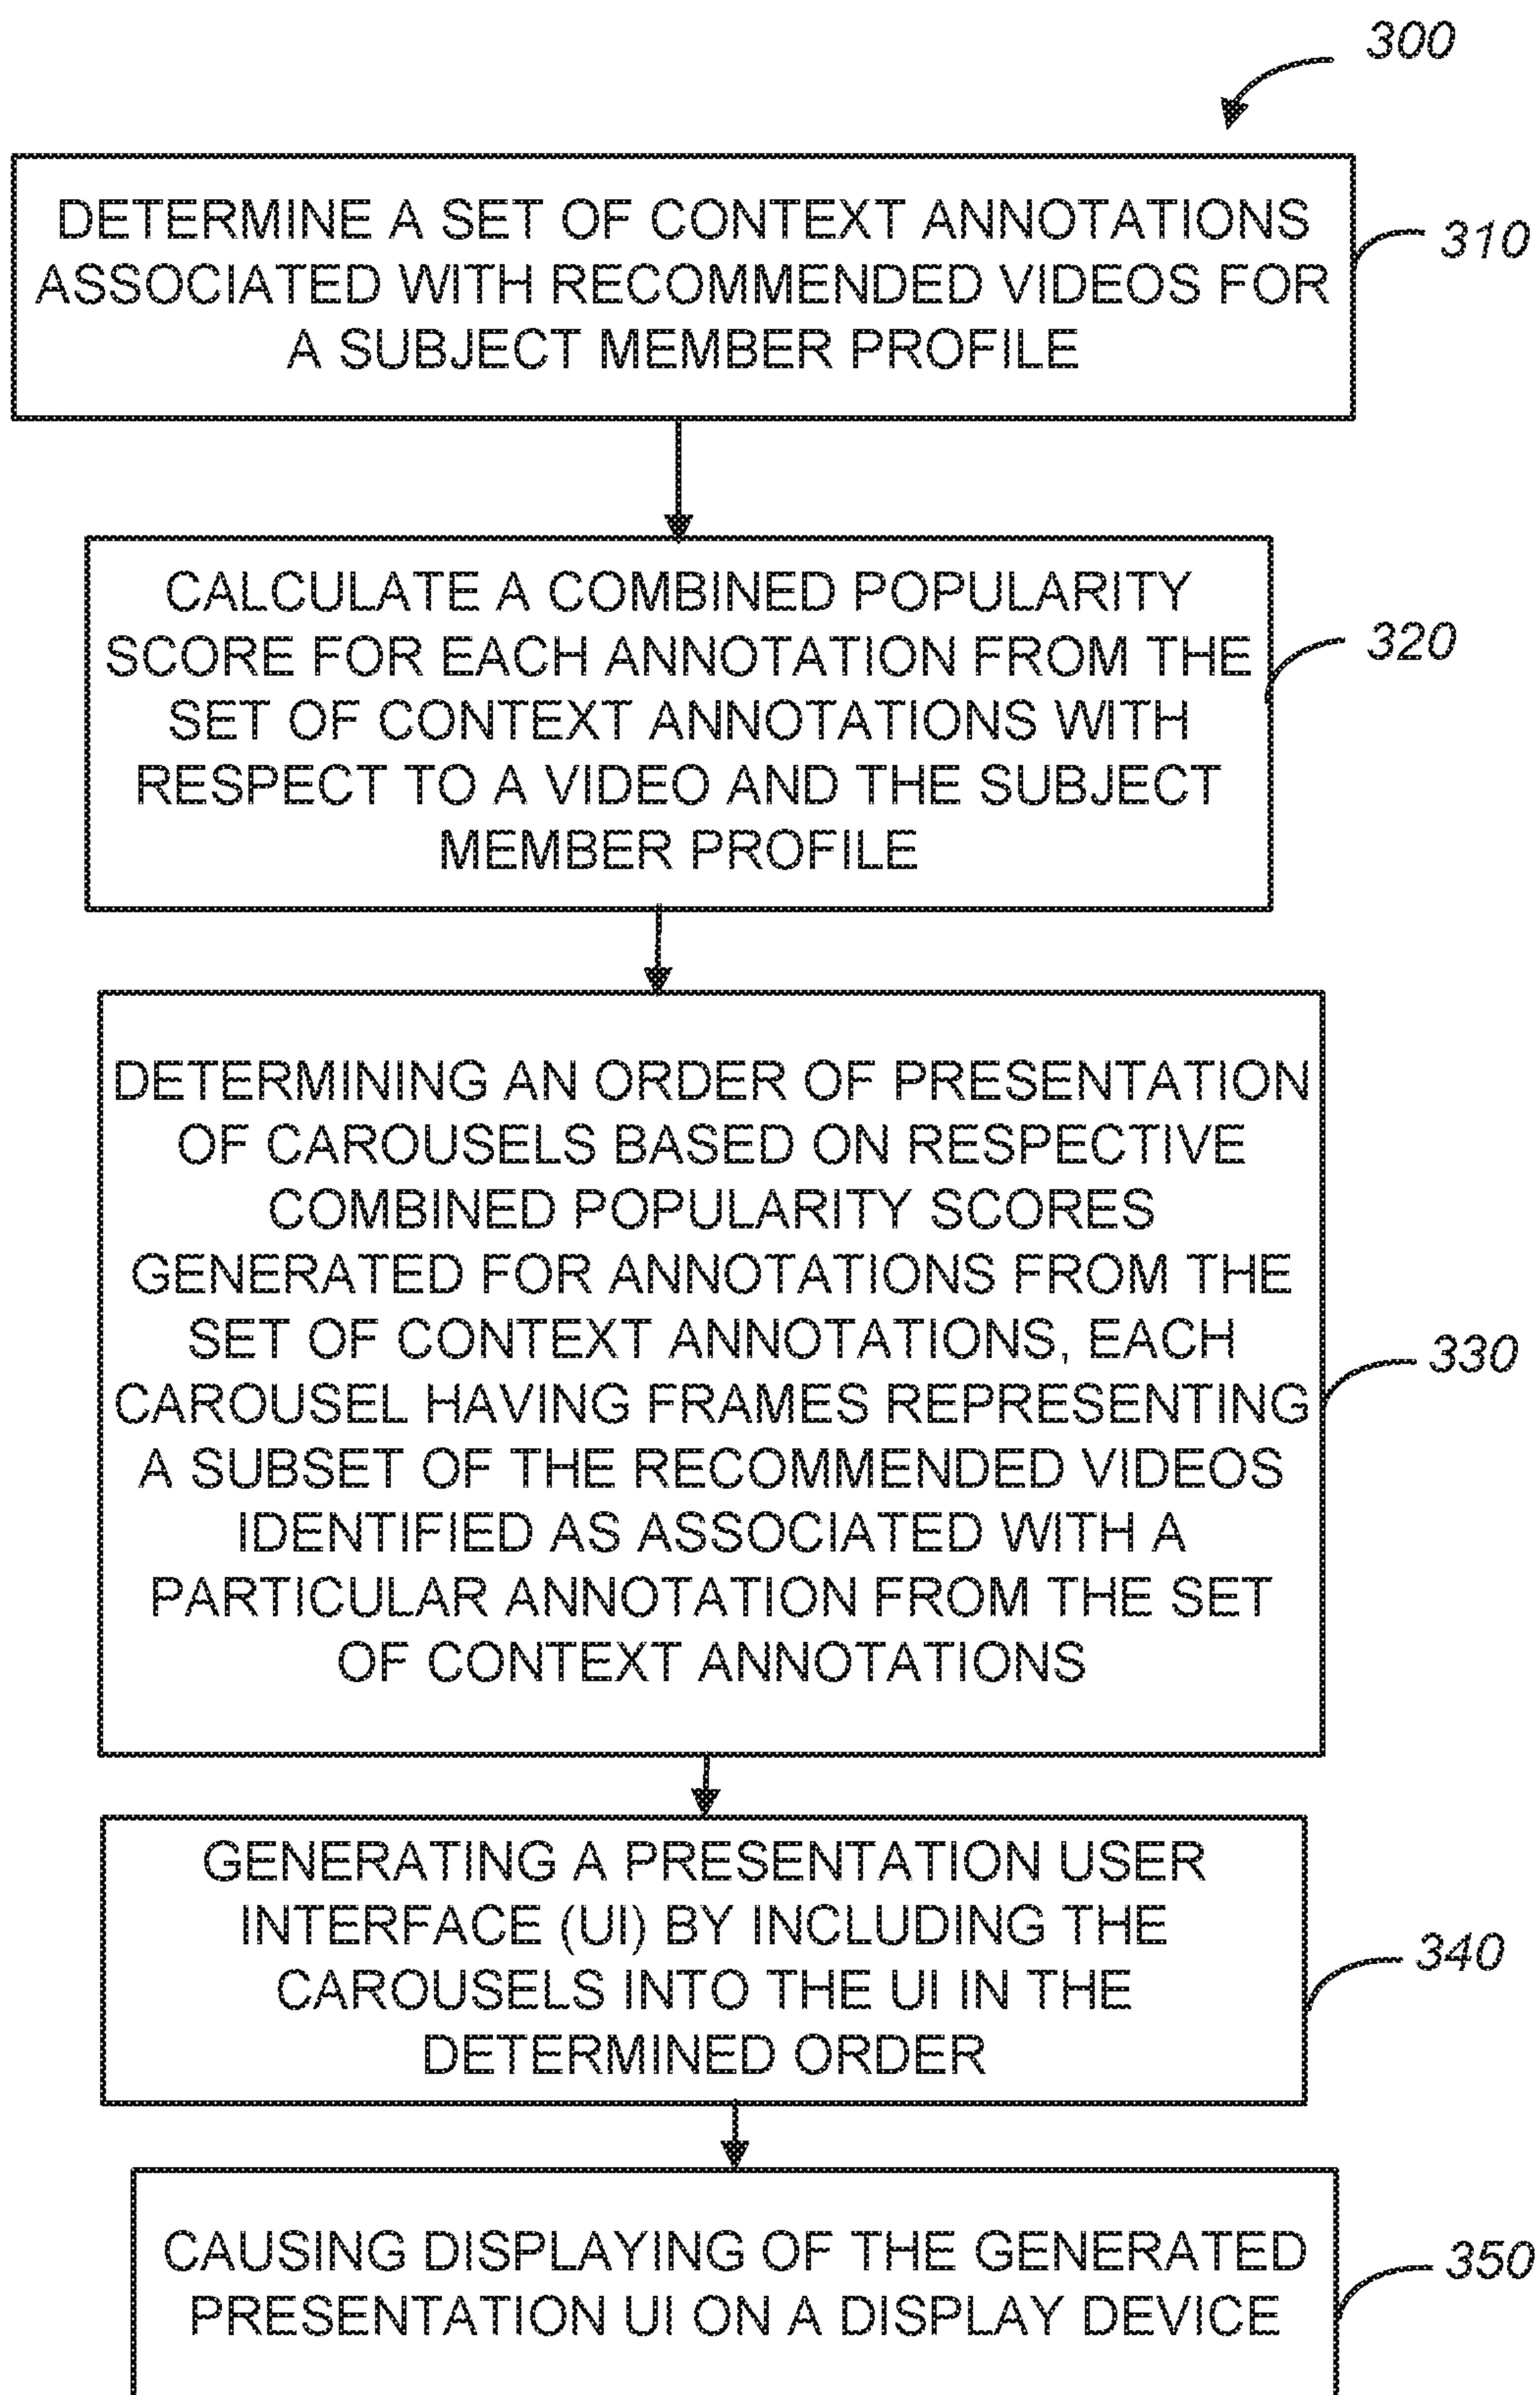 300
DETERMINE A SET OF CONTEXT ANNOTATIONS
ASSOCIATED WITH RECOMMENDED VIDEOS FOR
A SUBJECT MEMBER PROFILE
310
CALCULATE A COMBINED POPULARITY
SCORE FOR EACH ANNOTATION FROM THE
SET OF CONTEXT ANNOTATIONS WITH
RESPECT TO A VIDEO AND THE SUBJECT
MEMBER PROFILE
320
DETERMINING AN ORDER OF PRESENTATION
OF CAROUSELS BASED ON RESPECTIVE
COMBINED POPULARITY SCORES
GENERATED FOR ANNOTATIONS FROM THE
SET OF CONTEXT ANNOTATIONS, EACH
CAROUSEL HAVING FRAMES REPRESENTING
A SUBSET OF THE RECOMMENDED VIDEOS
IDENTIFIED AS ASSOCIATED WITH A
PARTICULAR ANNOTATION FROM THE SET
OF CONTEXT ANNOTATIONS
330
GENERATING A PRESENTATION USER
INTERFACE (UI) BY INCLUDING THE
CAROUSELS INTO THE UI IN THE
DETERMINED ORDER
340
CAUSING DISPLAYING OF THE GENERATED
PRESENTATION UI ON A DISPLAY DEVICE
350